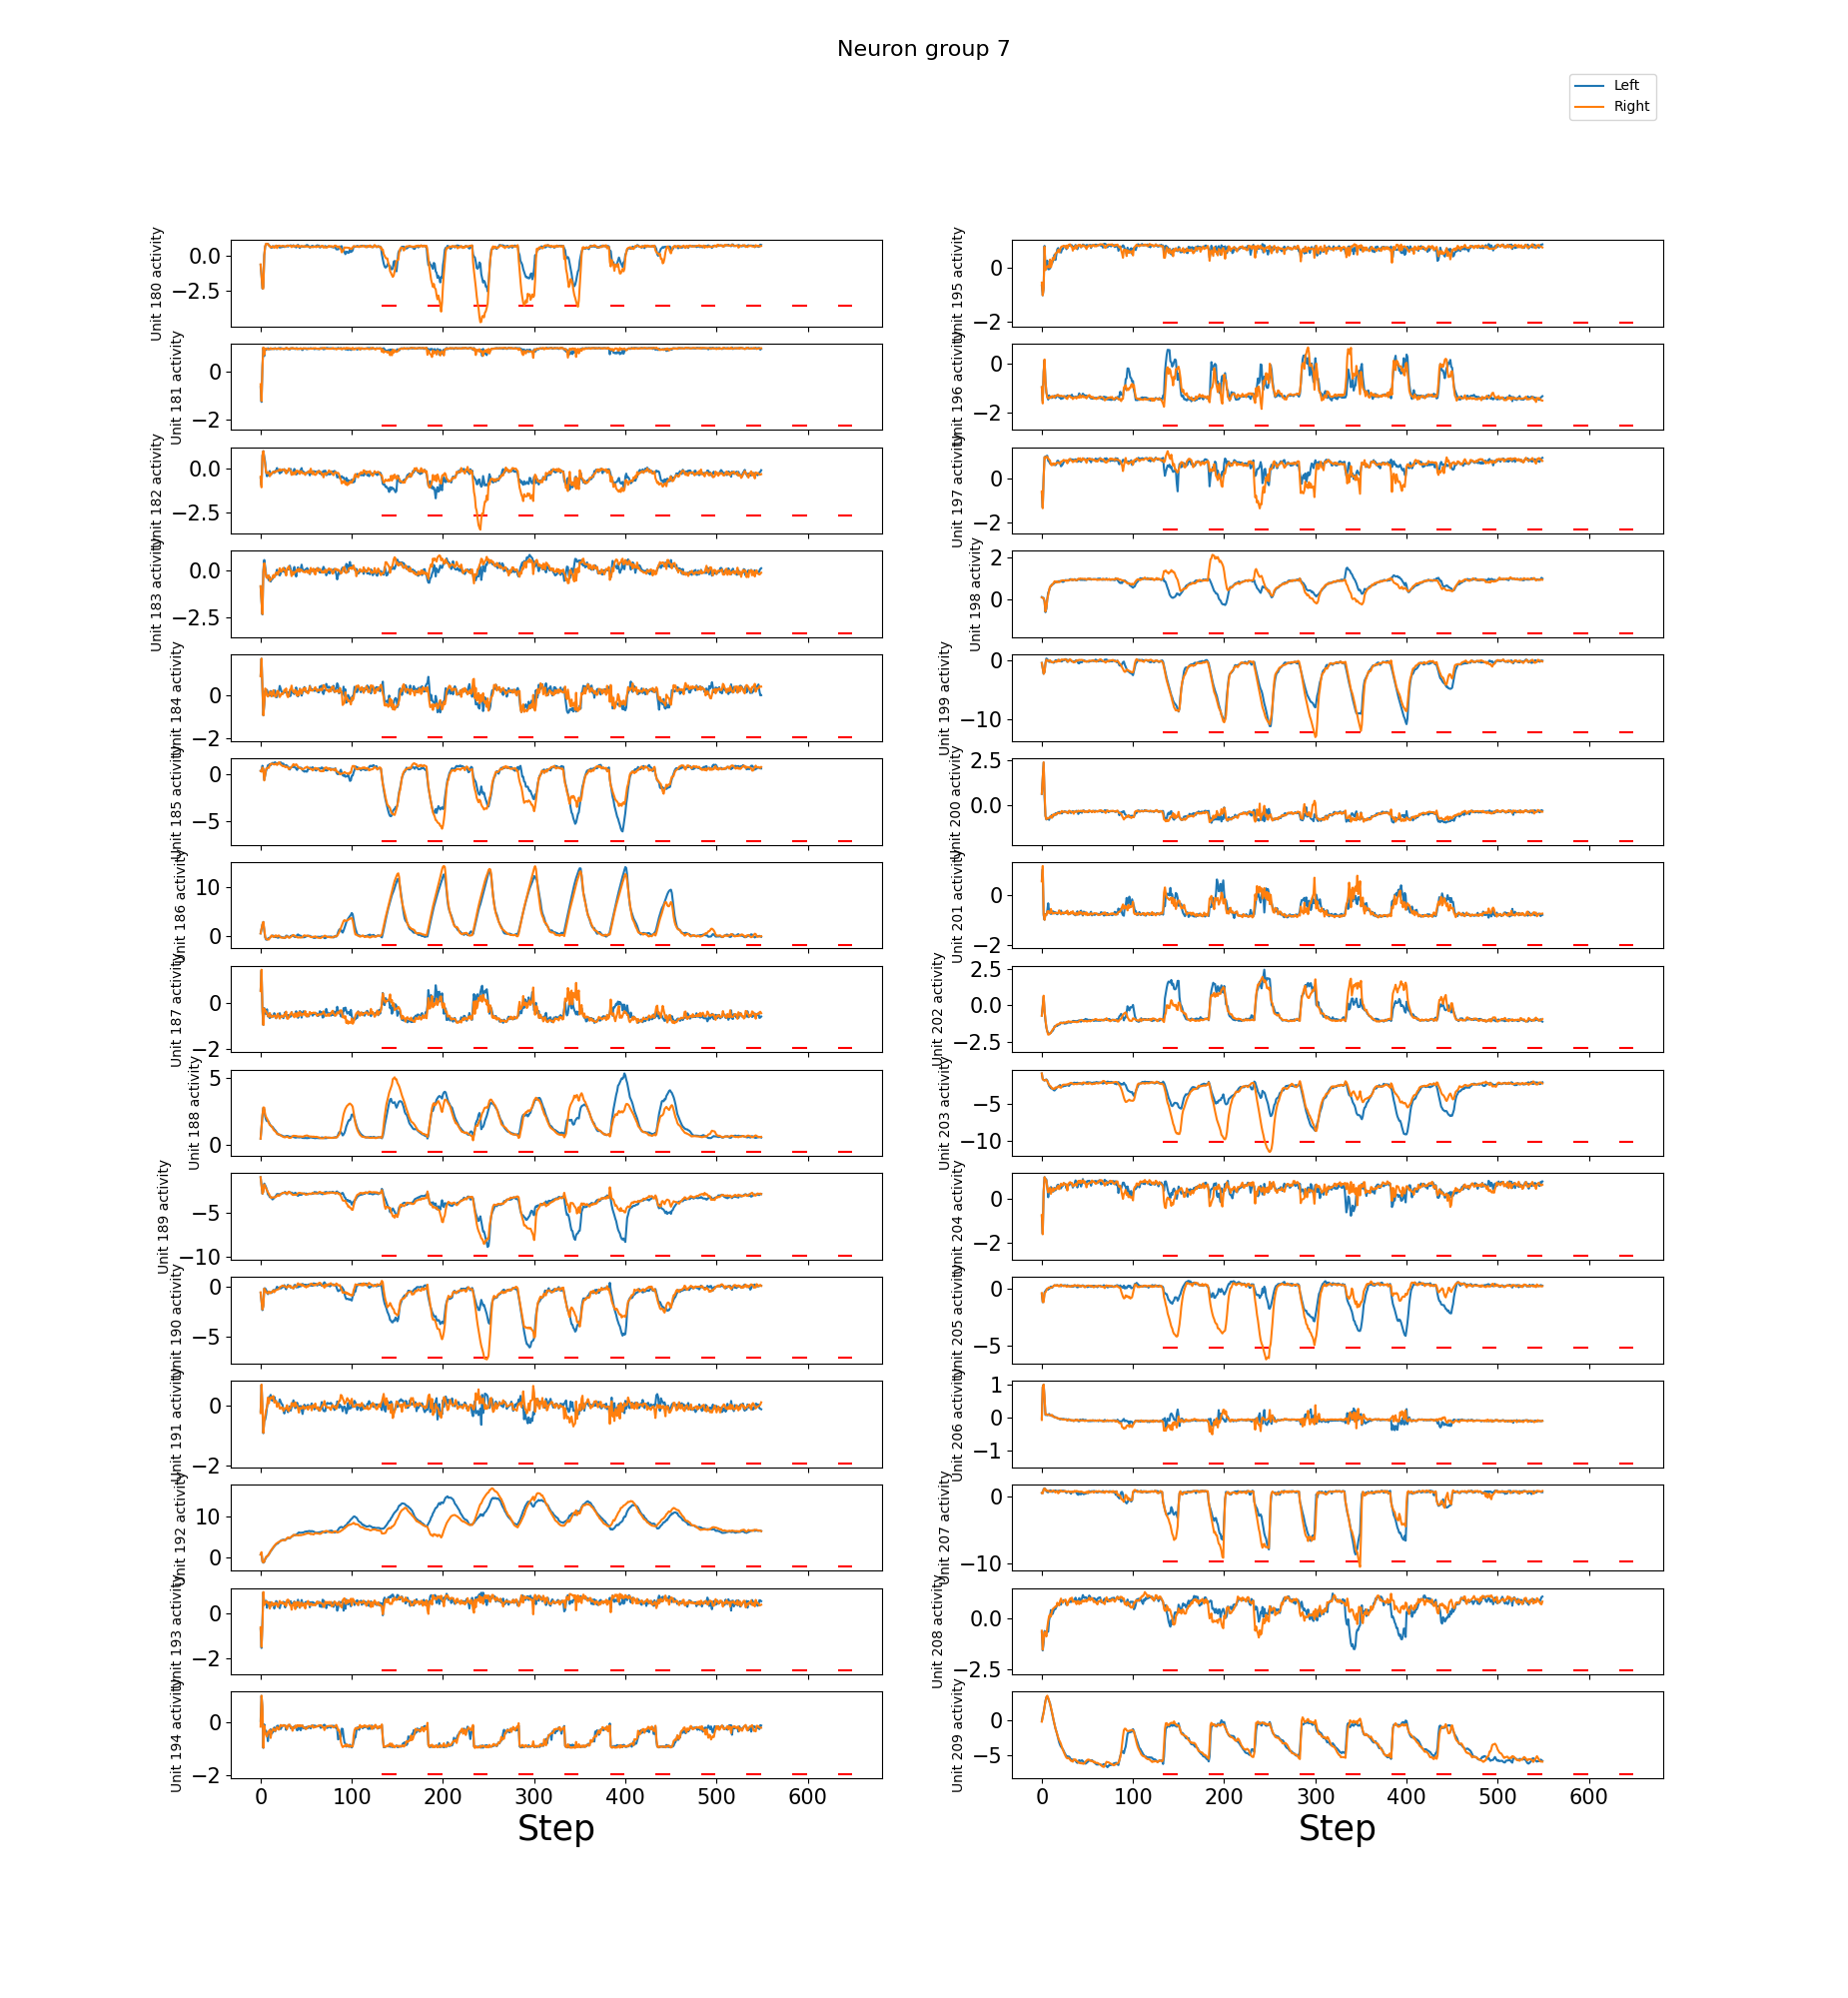 Neuron group 7
Left
Right
Unit 180 activity
0.0
−2.5
Unit 181 activity
0
−2
Unit 182 activity
0.0
−2.5
Unit 183 activity
0.0
−2.5
Unit 184 activity
0
−2
Unit 185 activity
0
−5
Unit 186 activity
10
0
Unit 187 activity
0
−2
Unit 188 activity
5
0
Unit 189 activity
−5
−10
Unit 190 activity
0
−5
Unit 191 activity
0
−2
Unit 192 activity
10
0
Unit 193 activity
0
−2
Unit 194 activity
0
−2
0 100 200 300 400 500 600
Step
Unit 195 activity
0
−2
Unit 196 activity
0
−2
Unit 197 activity
0
−2
Unit 198 activity
2
0
Unit 199 activity
0
−10
Unit 200 activity
2.5
0.0
Unit 201 activity
0
−2
Unit 202 activity
2.5
0.0
−2.5
Unit 203 activity
−5
−10
Unit 204 activity
0
−2
Unit 205 activity
0
−5
Unit 206 activity
1
0
−1
Unit 207 activity
0
−10
Unit 208 activity
0.0
−2.5
Unit 209 activity
0
−5
0 100 200 300 400 500 600
Step